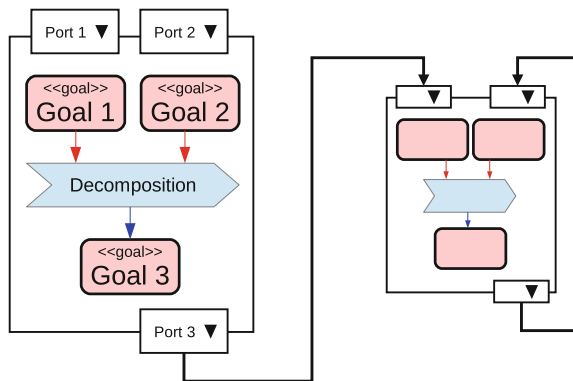 Port 1
Port 2
<<goal>>
Goal 1
<<goal>>
Goal 2
Decomposition
<<goal>>
Goal 3
Port 3